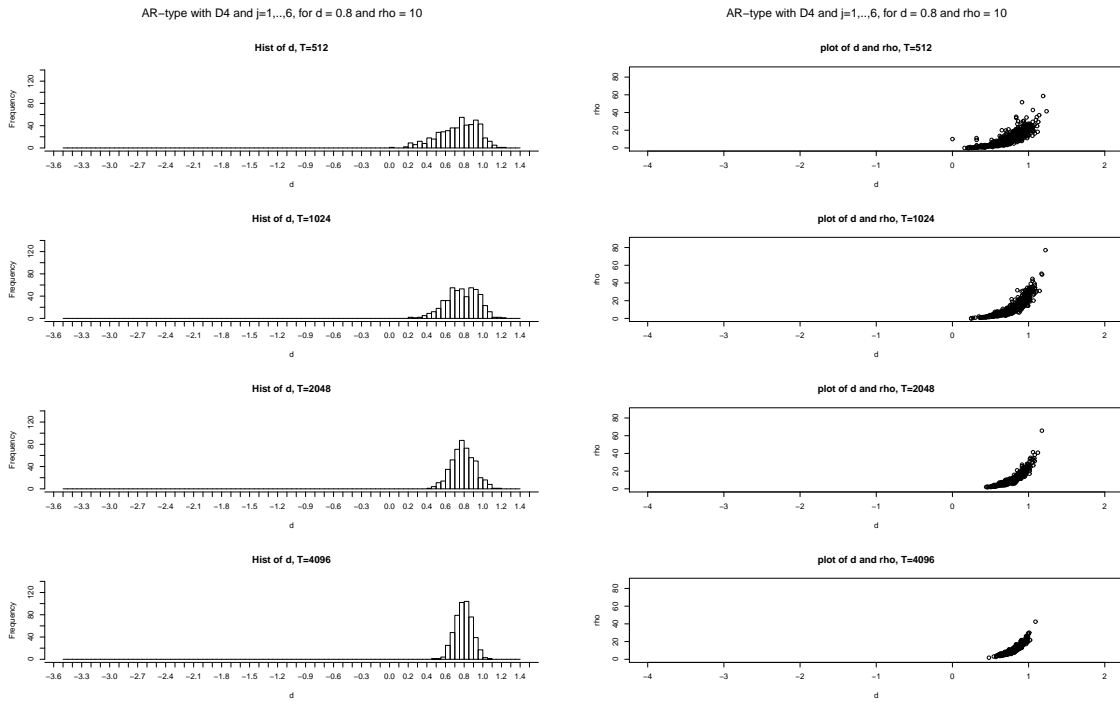 AR−type with D4 and j=1,..,6, for d = 0.8 and rho = 10
Hist of d, T=512
Frequency
0 40 80 120
−3.6 −3.3 −3.0 −2.7 −2.4 −2.1 −1.8 −1.5 −1.2 −0.9 −0.6 −0.3 0.0 0.2 0.4 0.6 0.8 1.0 1.2 1.4
d
Hist of d, T=1024
Frequency
0 40 80 120
−3.6 −3.3 −3.0 −2.7 −2.4 −2.1 −1.8 −1.5 −1.2 −0.9 −0.6 −0.3 0.0 0.2 0.4 0.6 0.8 1.0 1.2 1.4
d
Hist of d, T=2048
Frequency
0 40 80 120
−3.6 −3.3 −3.0 −2.7 −2.4 −2.1 −1.8 −1.5 −1.2 −0.9 −0.6 −0.3 0.0 0.2 0.4 0.6 0.8 1.0 1.2 1.4
d
Hist of d, T=4096
Frequency
0 40 80 120
−3.6 −3.3 −3.0 −2.7 −2.4 −2.1 −1.8 −1.5 −1.2 −0.9 −0.6 −0.3 0.0 0.2 0.4 0.6 0.8 1.0 1.2 1.4
d
AR−type with D4 and j=1,..,6, for d = 0.8 and rho = 10
plot of d and rho, T=512
rho
0 20 40 60 80
−4 −3 −2 −1 0 1 2
d
plot of d and rho, T=1024
rho
0 20 40 60 80
−4 −3 −2 −1 0 1 2
d
plot of d and rho, T=2048
rho
0 20 40 60 80
−4 −3 −2 −1 0 1 2
d
plot of d and rho, T=4096
rho
0 20 40 60 80
−4 −3 −2 −1 0 1 2
d